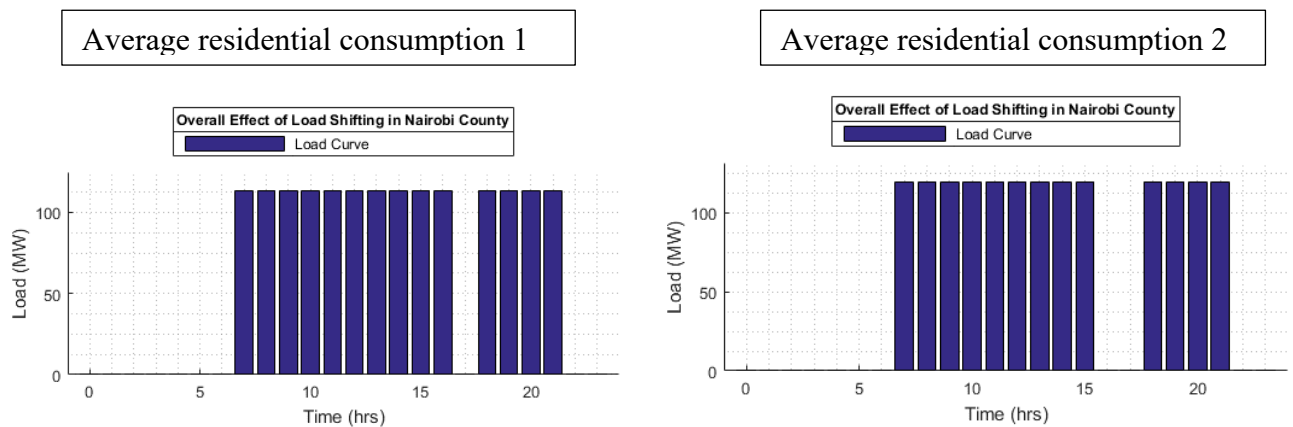 Average residential consumption 1
Overall Effect of Load Shifting in Nairobi County
Load Curve
100
50
0
Load (MW)
0 5 10 15 20
Time (hrs)
Average residential consumption 2
Overall Effect of Load Shifting in Nairobi County
Load Curve
100
50
0
Load (MW)
0 5 10 15 20
Time (hrs)